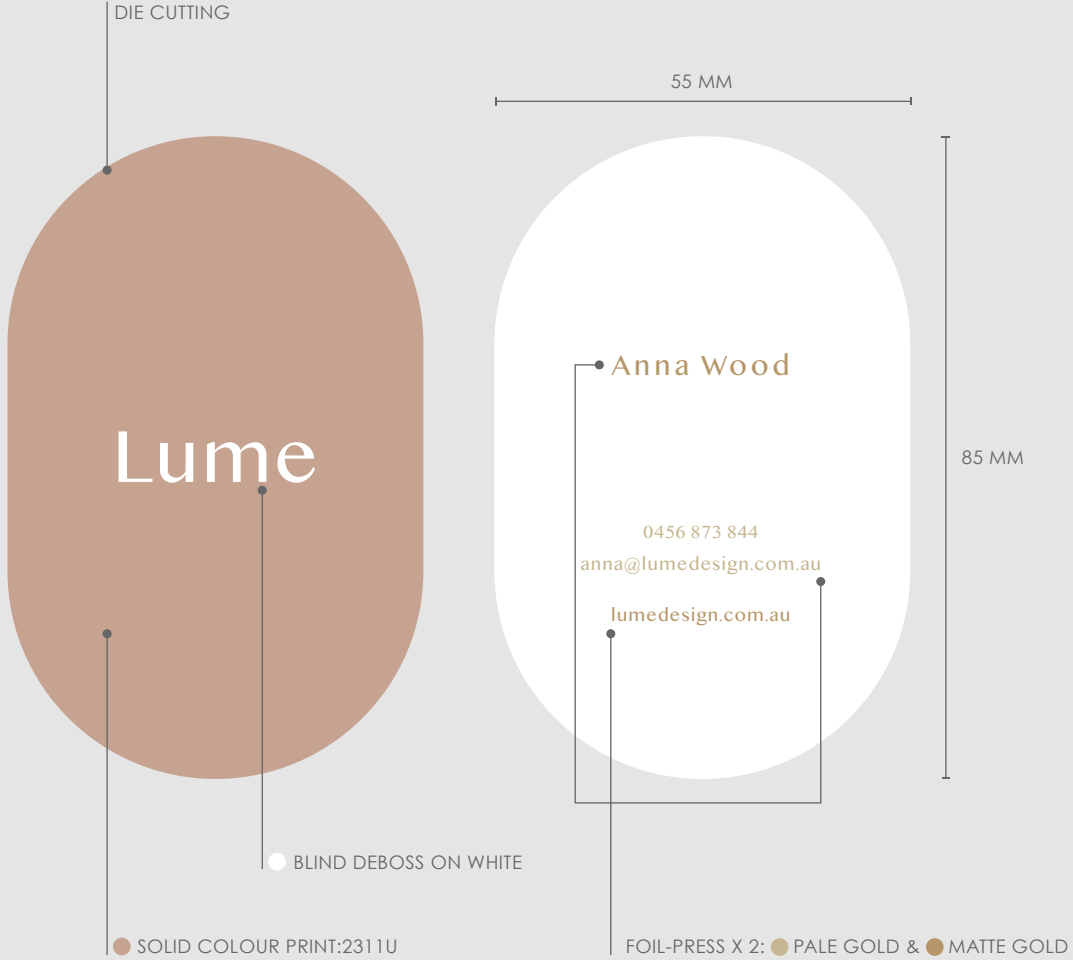 DIE CUTTING
55 MM
Anna Wood
Lume
85 MM
0456 873 844
anna@lumedesign.com.au
lumedesign.com.au
BLIND DEBOSS ON WHITE
SOLID COLOUR PRINT:2311U
FOIL-PRESS X 2: PALE GOLD & MATTE GOLD